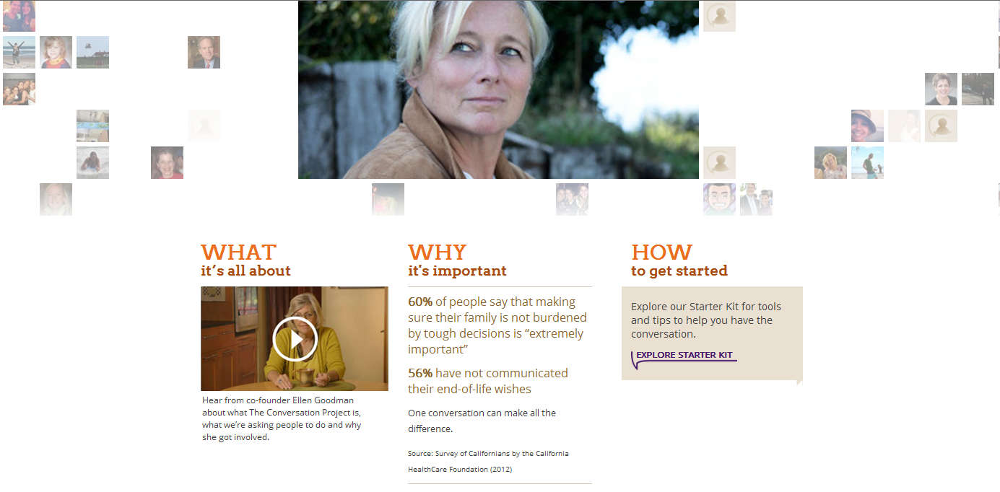 WHAT
it’s all about
Hear from co-founder Ellen Goodman
about what The Conversation Project is,
what we’re asking people to do and why
she got involved.
WHY
it's important
60% of people say that making
sure their family is not burdened
by tough decisions is “extremely
important”
56% have not communicated
their end-of-life wishes
One conversation can make all the
difference.
Source: Survey of Californians by the California
HealthCare Foundation (2012)
HOW
to get started
Explore our Starter Kit for tools
and tips to help you have the
conversation.
EXPLORE STARTER KIT